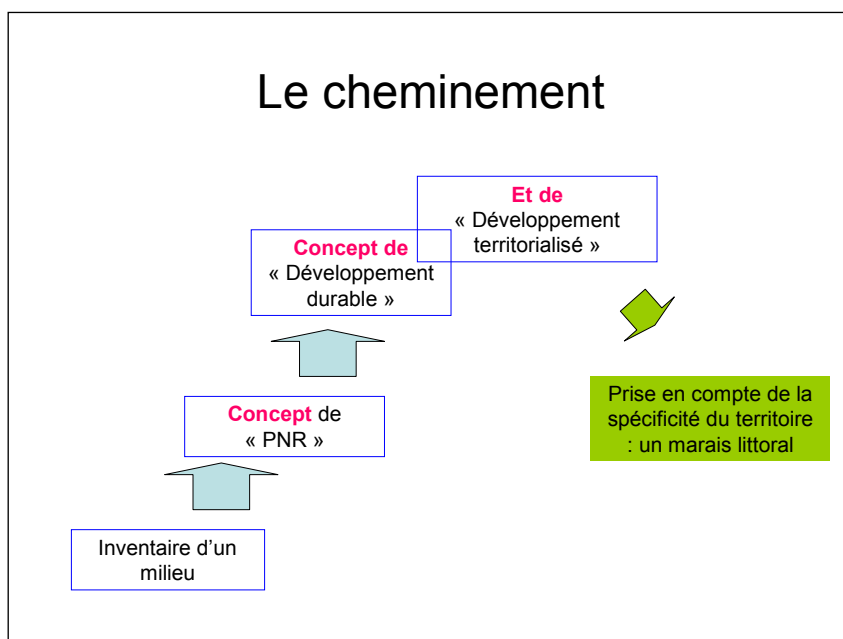 Le cheminement
Et de
« Développement
territorialisé »
Concept de
« Développement
durable »
Prise en compte de la
spécificité du territoire
: un marais littoral
Concept de
« PNR »
Inventaire d’un
milieu